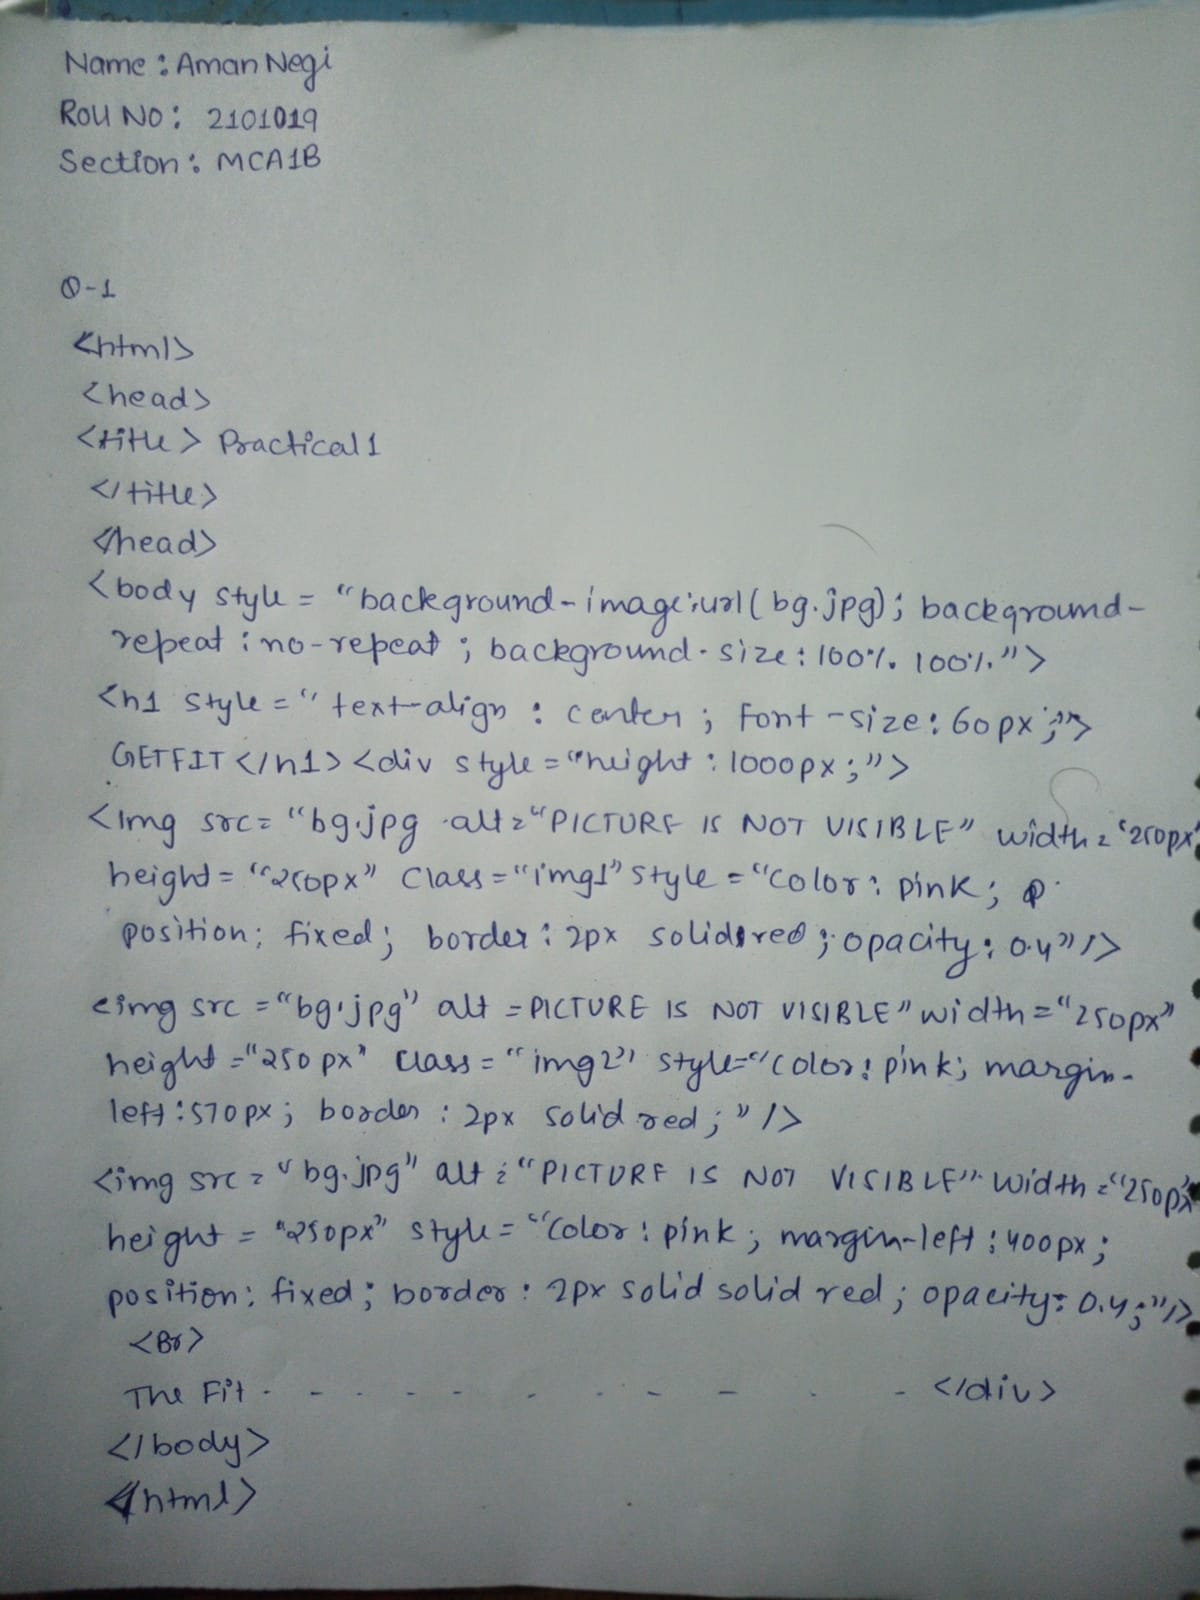 Name : Aman Negi
Roll No : 2101019
Section : MCA1B
Q-1
<html>
<head>
<title> Practical 1
</title>
</head>
<body style = "background-image:url(bg.jpg); background-
repeat : no-repeat ; background-size : 100% 100%.">
<h1 style = "text-align : center ; font-size : 60px ;">
GETFIT </h1> <div style = "height : 1000px ;">
<img src= "bg.jpg alt="PICTURE IS NOT VISIBLE" width = "250px"
height = "250px" Class = "img1" style = "color : pink ;
position ; fixed ; border : 2px solid red ; opacity : 0.4" />
<img src = "bg.jpg" alt = PICTURE IS NOT VISIBLE" width = "250px"
height = "250 px" class = "img2" style="color : pink; margin-
left : 570px ; border : 2px solid red ; " />
<img src = "bg.jpg" alt = "PICTURE IS NOT VISIBLE" width = "250px"
height = "250px" style = "color : pink ; margin-left : 400px ;
position : fixed ; border : 2px solid solid red ; opacity : 0.4 ;"/>
<Br>
The Fit - - - - - - - - - - - </div>
</body>
</html>